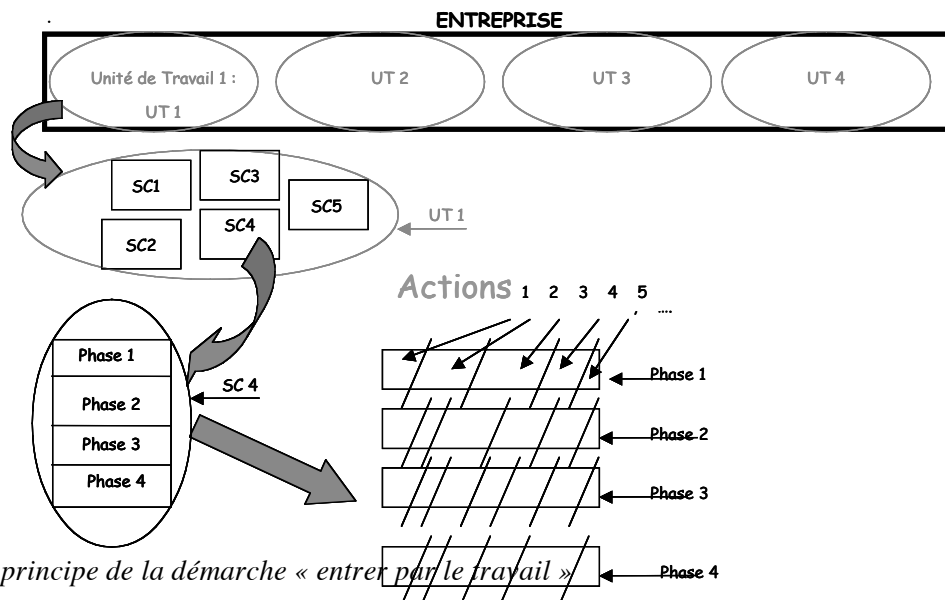 ENTREPRISE
Unité de Travail 1 :
UT 1
UT 2
UT 3
UT 4
SC1
SC3
SC5
SC2
SC4
UT 1
Actions 1 2 3 4 5 ....
Phase 1
Phase 2
Phase 3
Phase 4
SC 4
Phase 1
Phase 2
Phase 3
Phase 4
principe de la démarche « entrer par le travail »